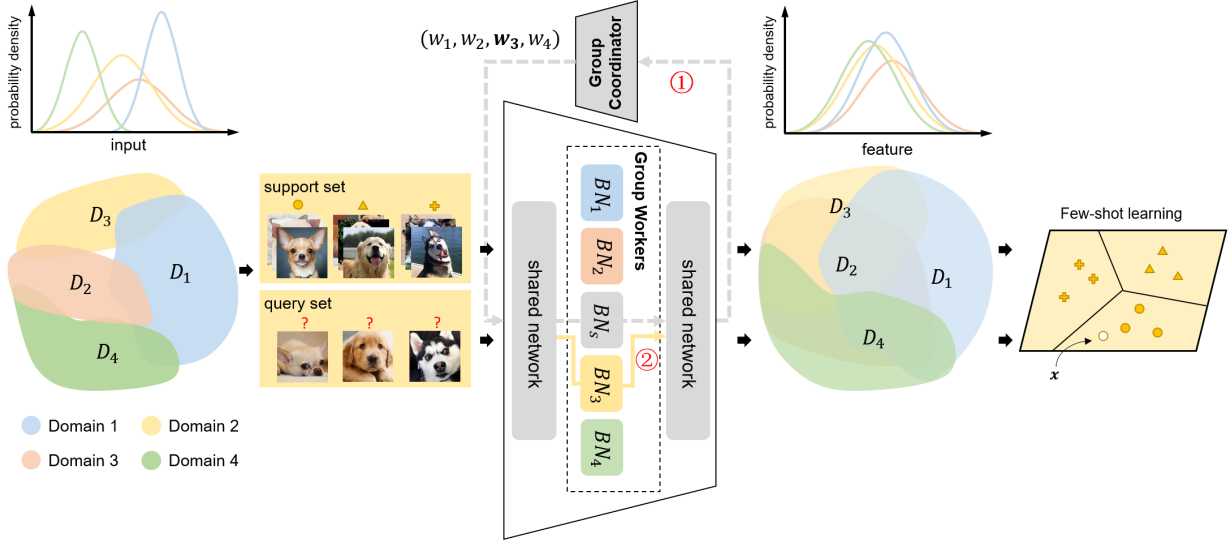 probability density
input
D₃
D₁
D₂
D₄
Domain 1
Domain 2
Domain 3
Domain 4
support set
query set
? ? ?
(w₁, w₂, w₃, w₄)
Group
Coordinator
①
shared network
Group Workers
BN₁
BN₂
BNₛ
BN₃
BN₄
②
shared network
probability density
feature
D₃
D₂
D₁
D₄
Few-shot learning
x